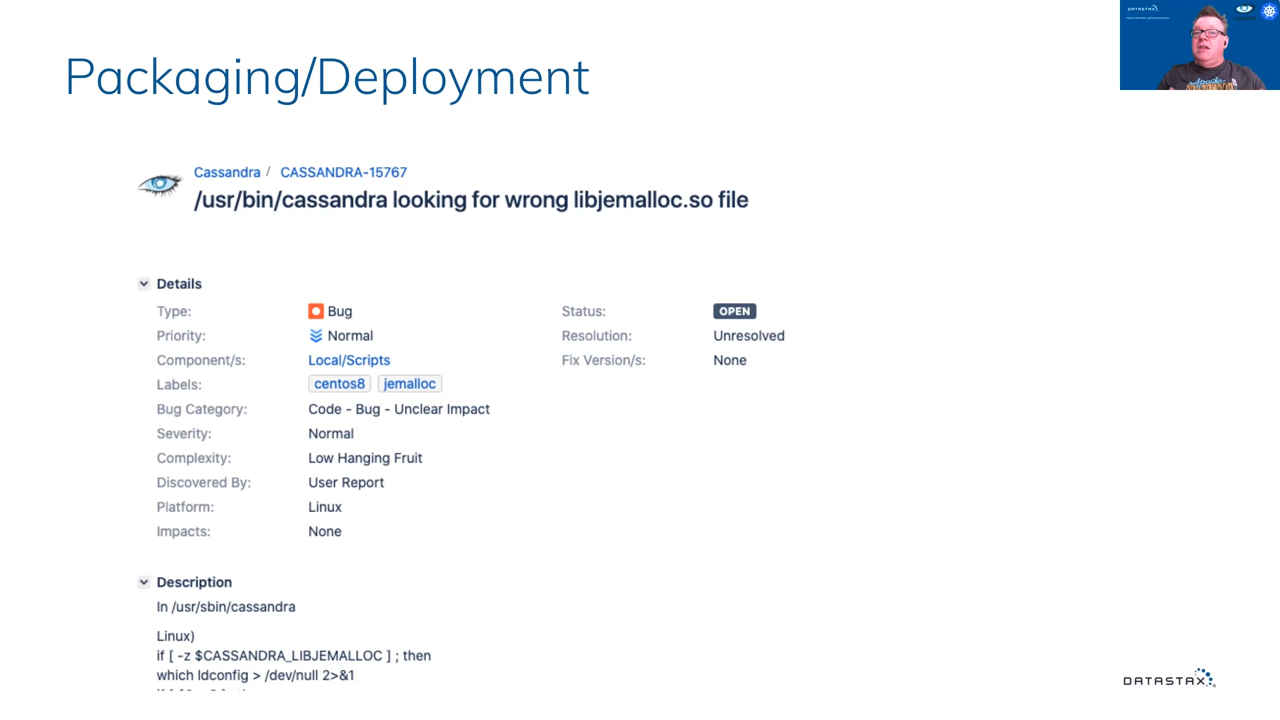 DATASTAX
Packaging/Deployment
Cassandra / CASSANDRA-15767
/usr/bin/cassandra looking for wrong libjemalloc.so file
Details
Type: Bug Status: OPEN
Priority: Normal Resolution: Unresolved
Component/s: Local/Scripts Fix Version/s: None
Labels: centos8 jemalloc
Bug Category: Code - Bug - Unclear Impact
Severity: Normal
Complexity: Low Hanging Fruit
Discovered By: User Report
Platform: Linux
Impacts: None
Description
In /usr/sbin/cassandra
Linux)
if [ -z $CASSANDRA_LIBJEMALLOC ] ; then
which ldconfig > /dev/null 2>&1
DATASTAX